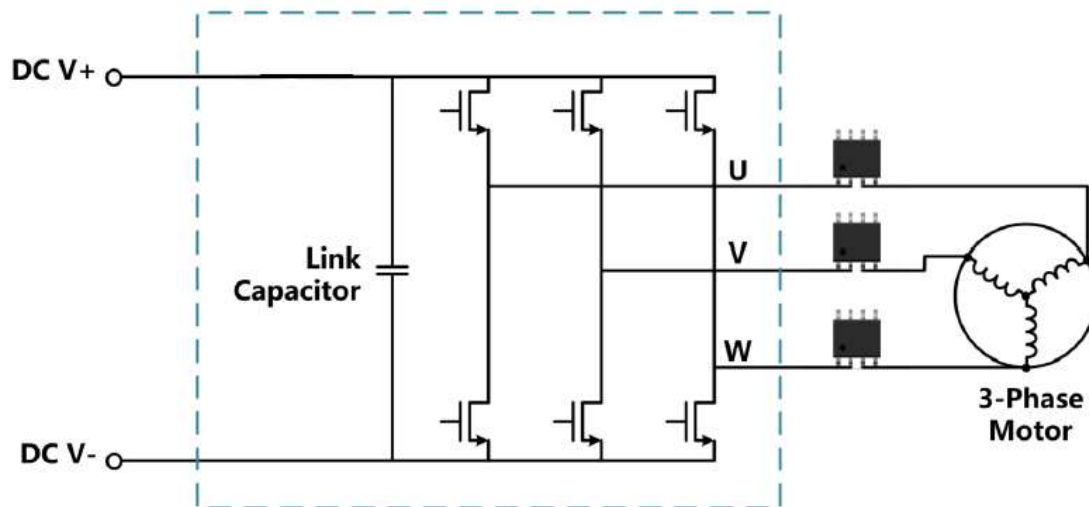 DC V+
U
Link
Capacitor
V
W
3-Phase
Motor
DC V-